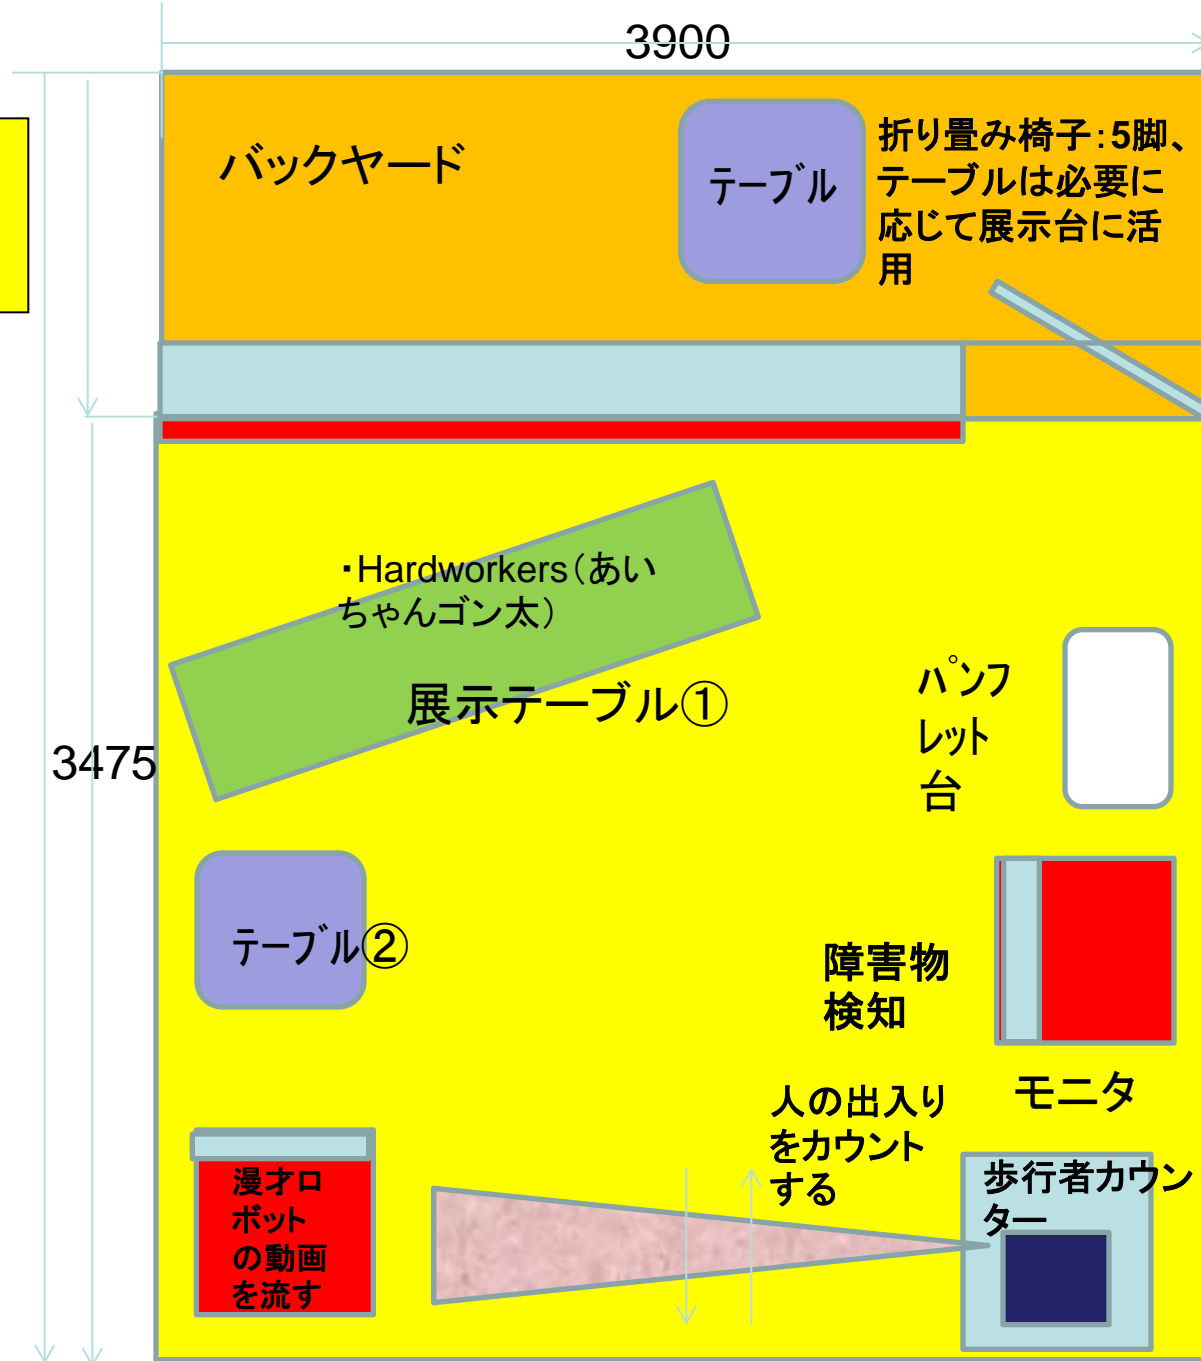 3900
バックヤード
テーブル
折り畳み椅子：5脚、
テーブルは必要に
応じて展示台に活
用
・Hardworkers（あい
ちゃんゴン太）
展示テーブル①
3475
パンフ
レット
台
テーブル②
障害物
検知
モニタ
人の出入り
をカウント
する
歩行者カウン
ター
漫才ロ
ボット
の動画
を流す